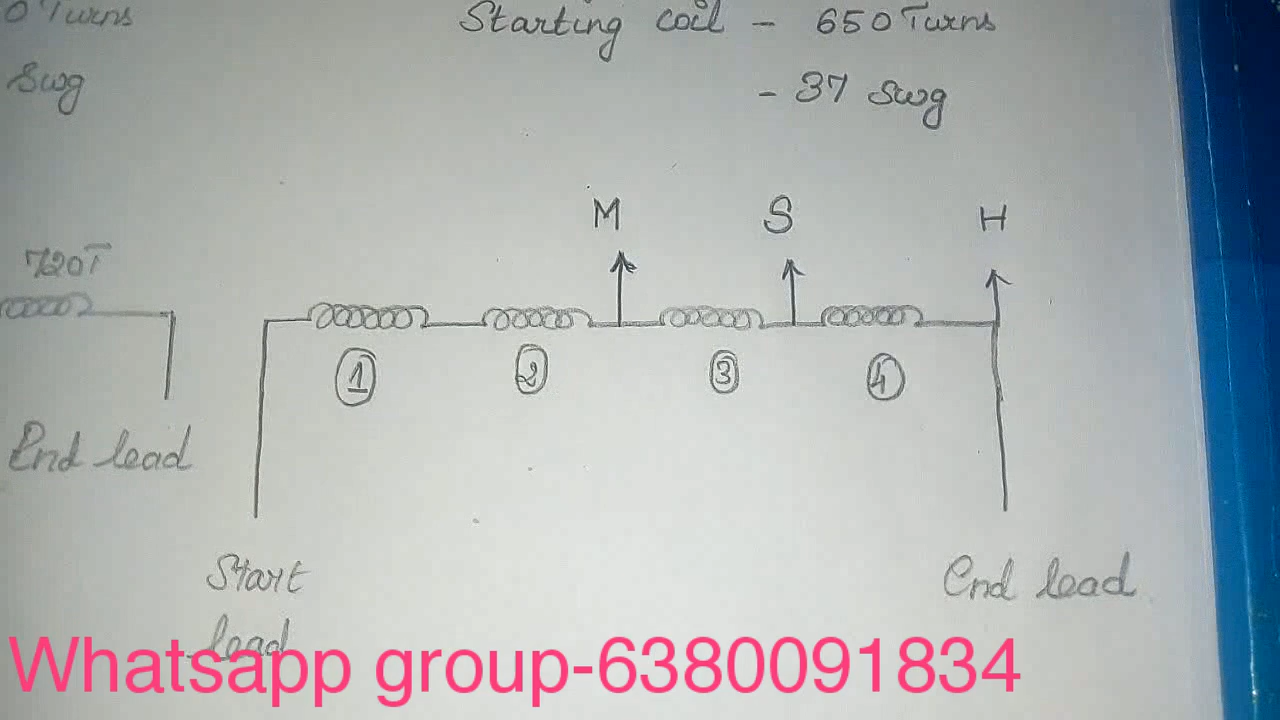 0 Turns
Swg
Starting coil - 650 Turns
- 37 Swg
M
S
H
720T
1
2
3
4
End lead
Start
lead
End lead
Whatsapp group-6380091834